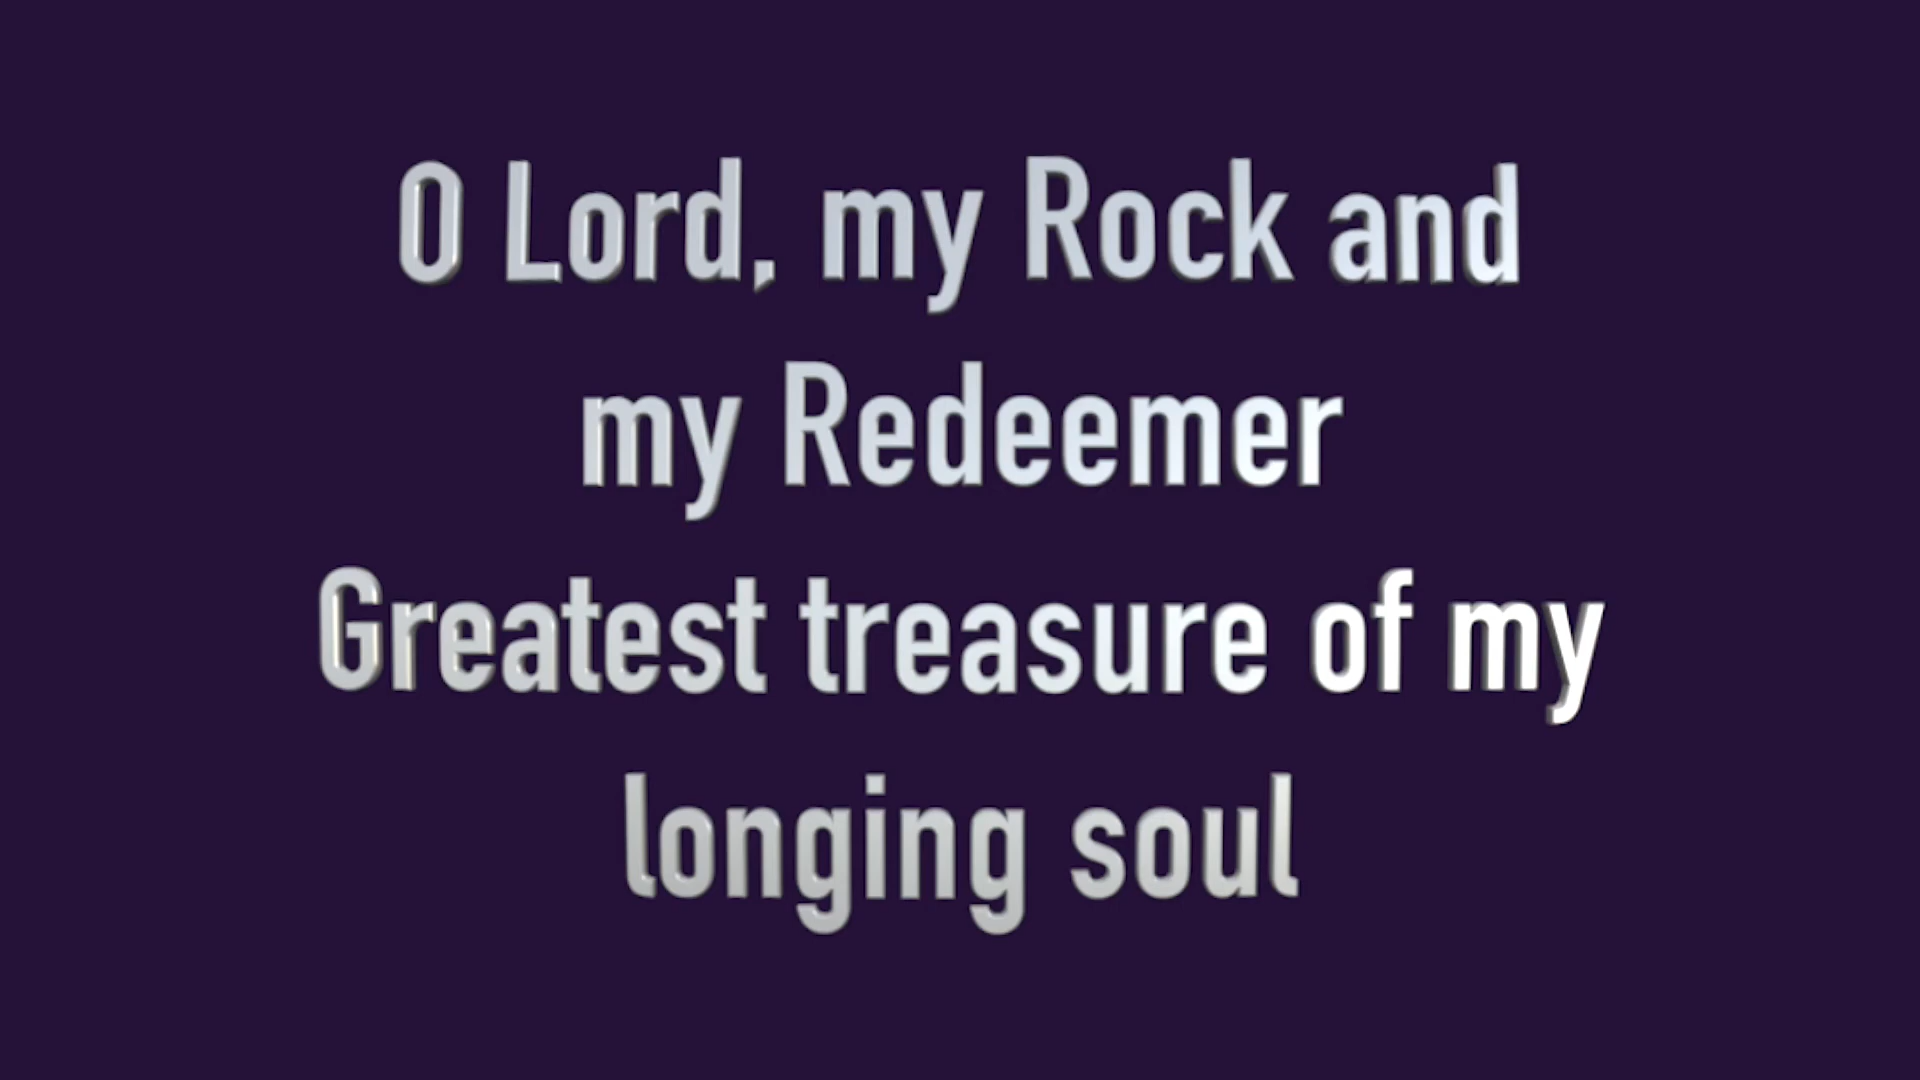 O Lord, my Rock and
my Redeemer
Greatest treasure of my
longing soul